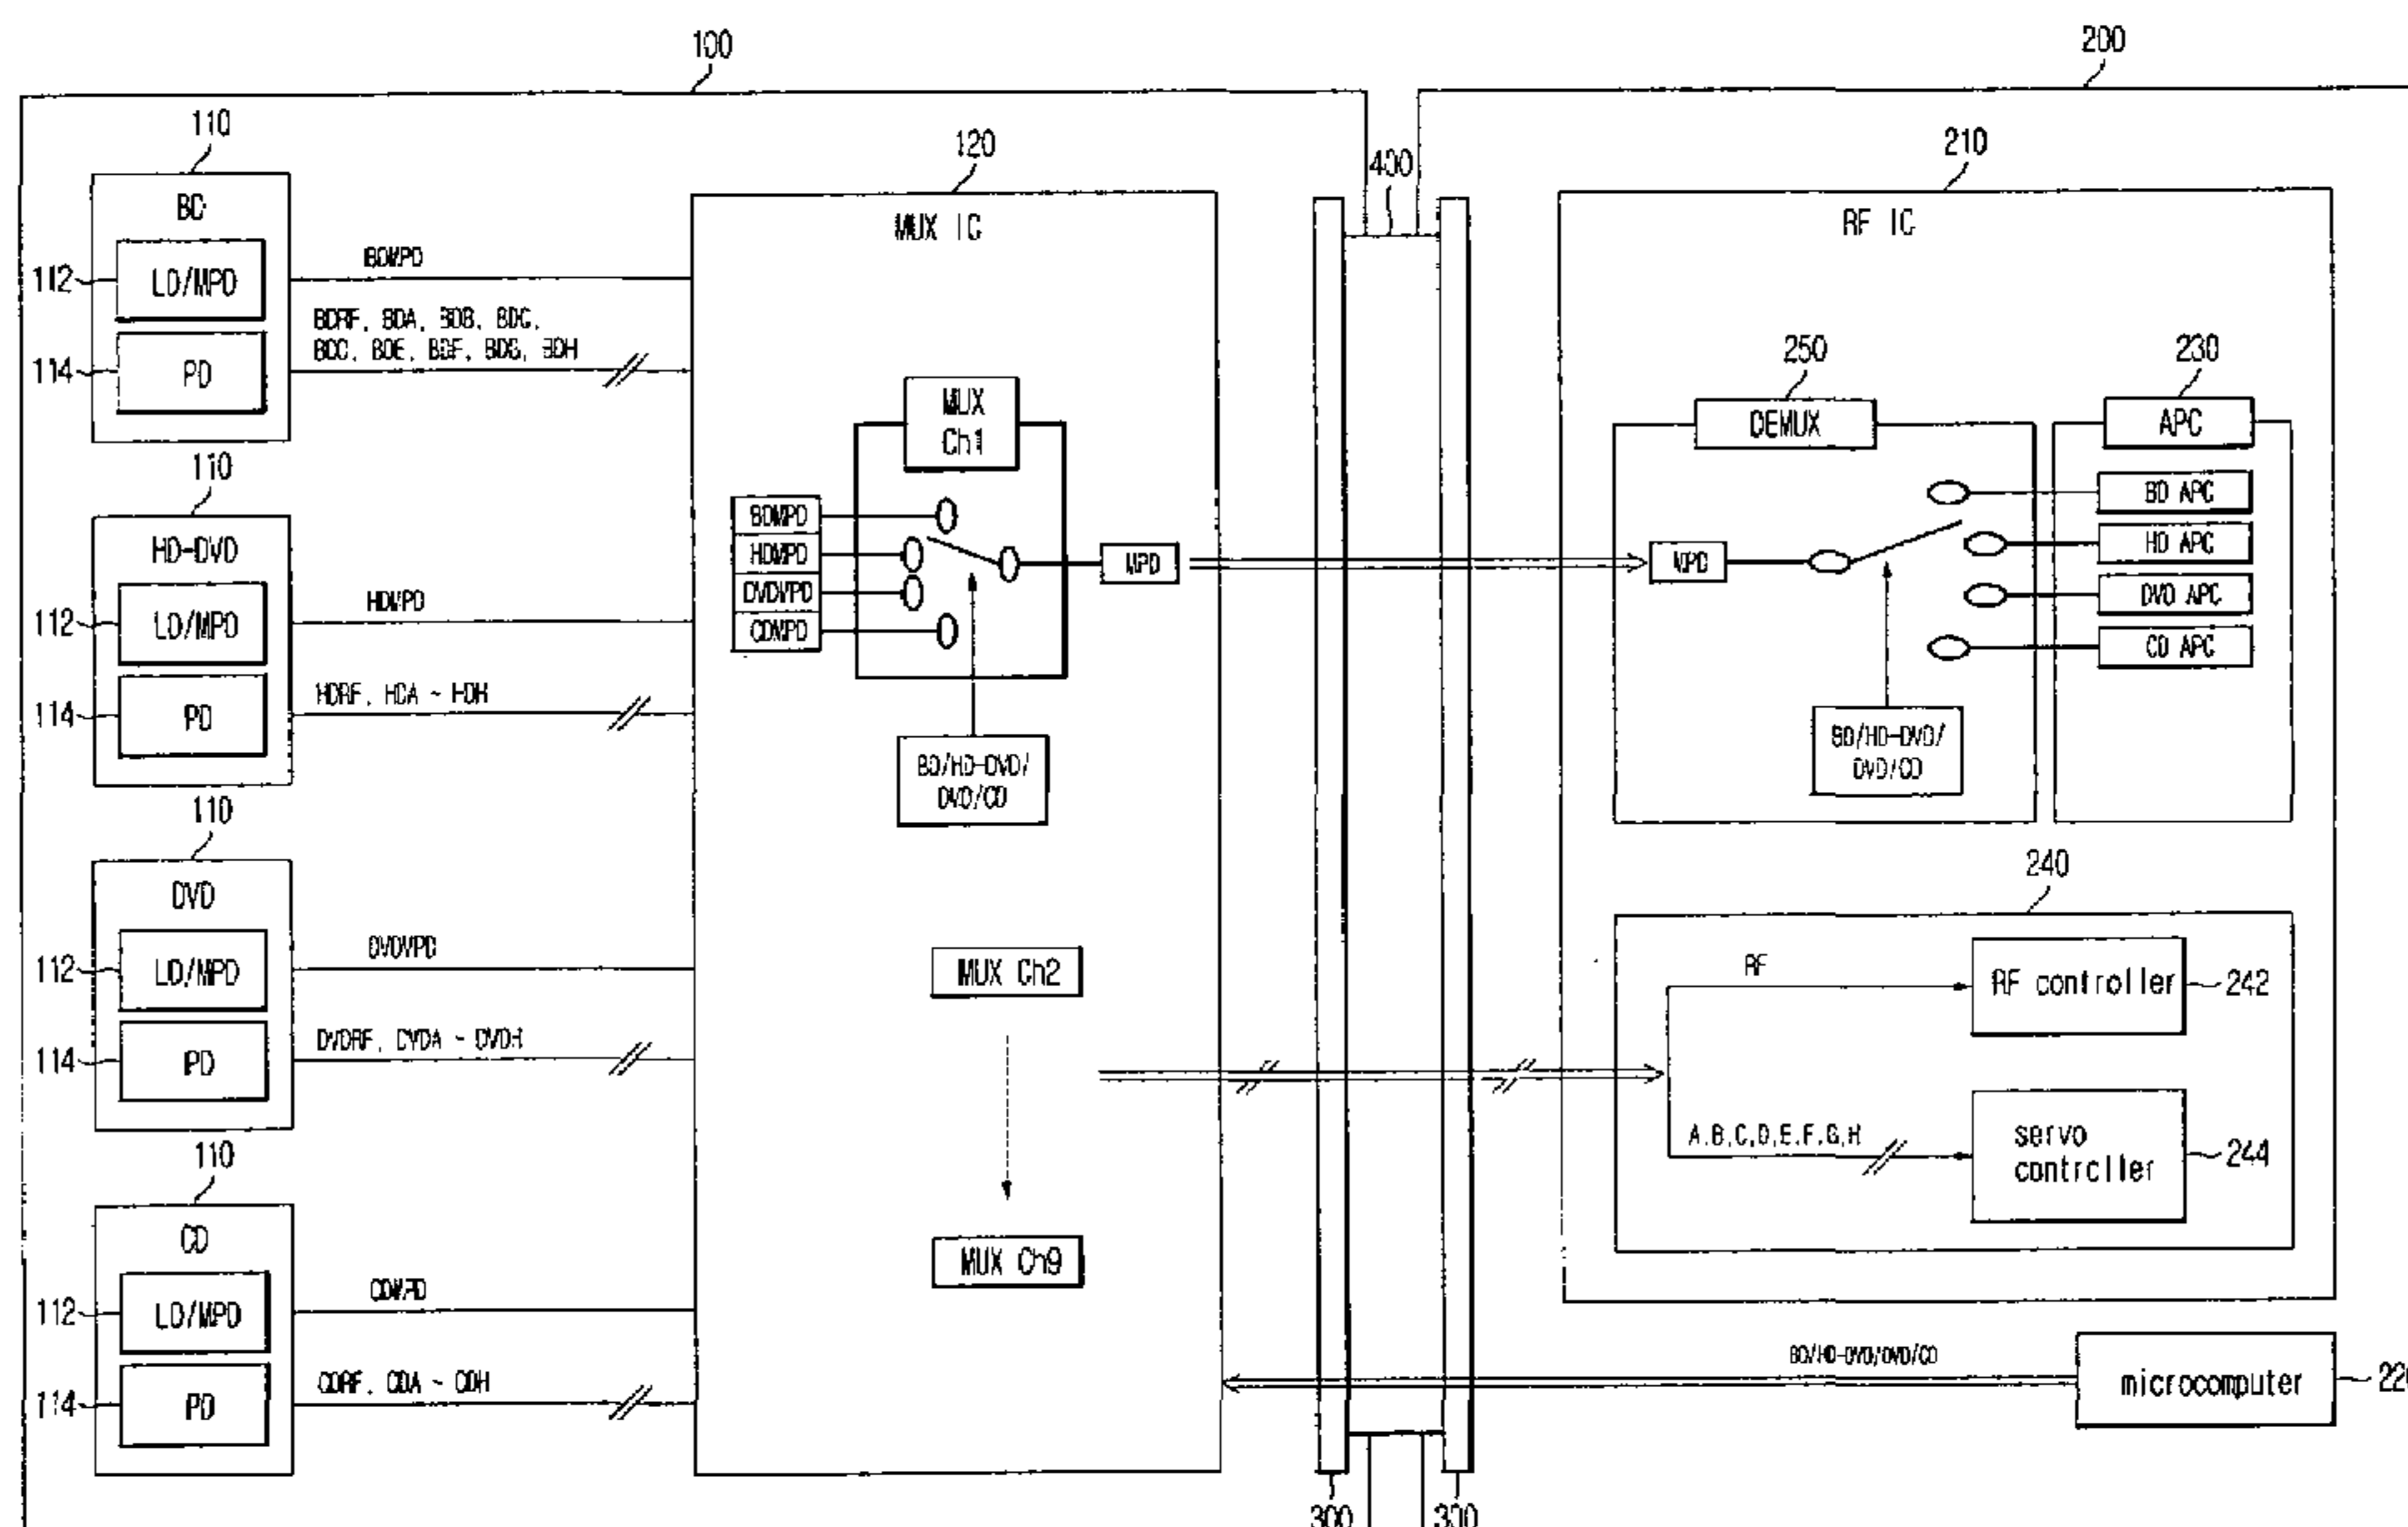 100
200
110
BD
112
LD/MPD
BDMPD
114
PD
BDRF, BDA, BDB, BDC,
BDD, BDE, BDF, BDG, BDH
110
HD-DVD
112
LD/MPD
HDMPD
114
PD
HDRF, HDA ~ HDH
110
DVD
112
LD/MPD
DVDMPD
114
PD
DVDRF, DVDA ~ DVDH
110
CD
112
LD/MPD
CDMPD
114
PD
CDRF, CDA ~ CDH
120
MUX IC
MUX
Ch1
BDMPD
HDMPD
DVDMPD
CDMPD
MPD
BD/HD-DVD/
DVD/CD
MUX Ch2
MUX Ch9
400
300
300
210
RF IC
250
DEMUX
230
APC
MPD
BD APC
HD APC
DVD APC
CD APC
BD/HD-DVD/
DVD/CD
240
RF
RF controller
242
A,B,C,D,E,F,G,H
servo
controller
244
BD/HD-DVD/DVD/CD
microcomputer